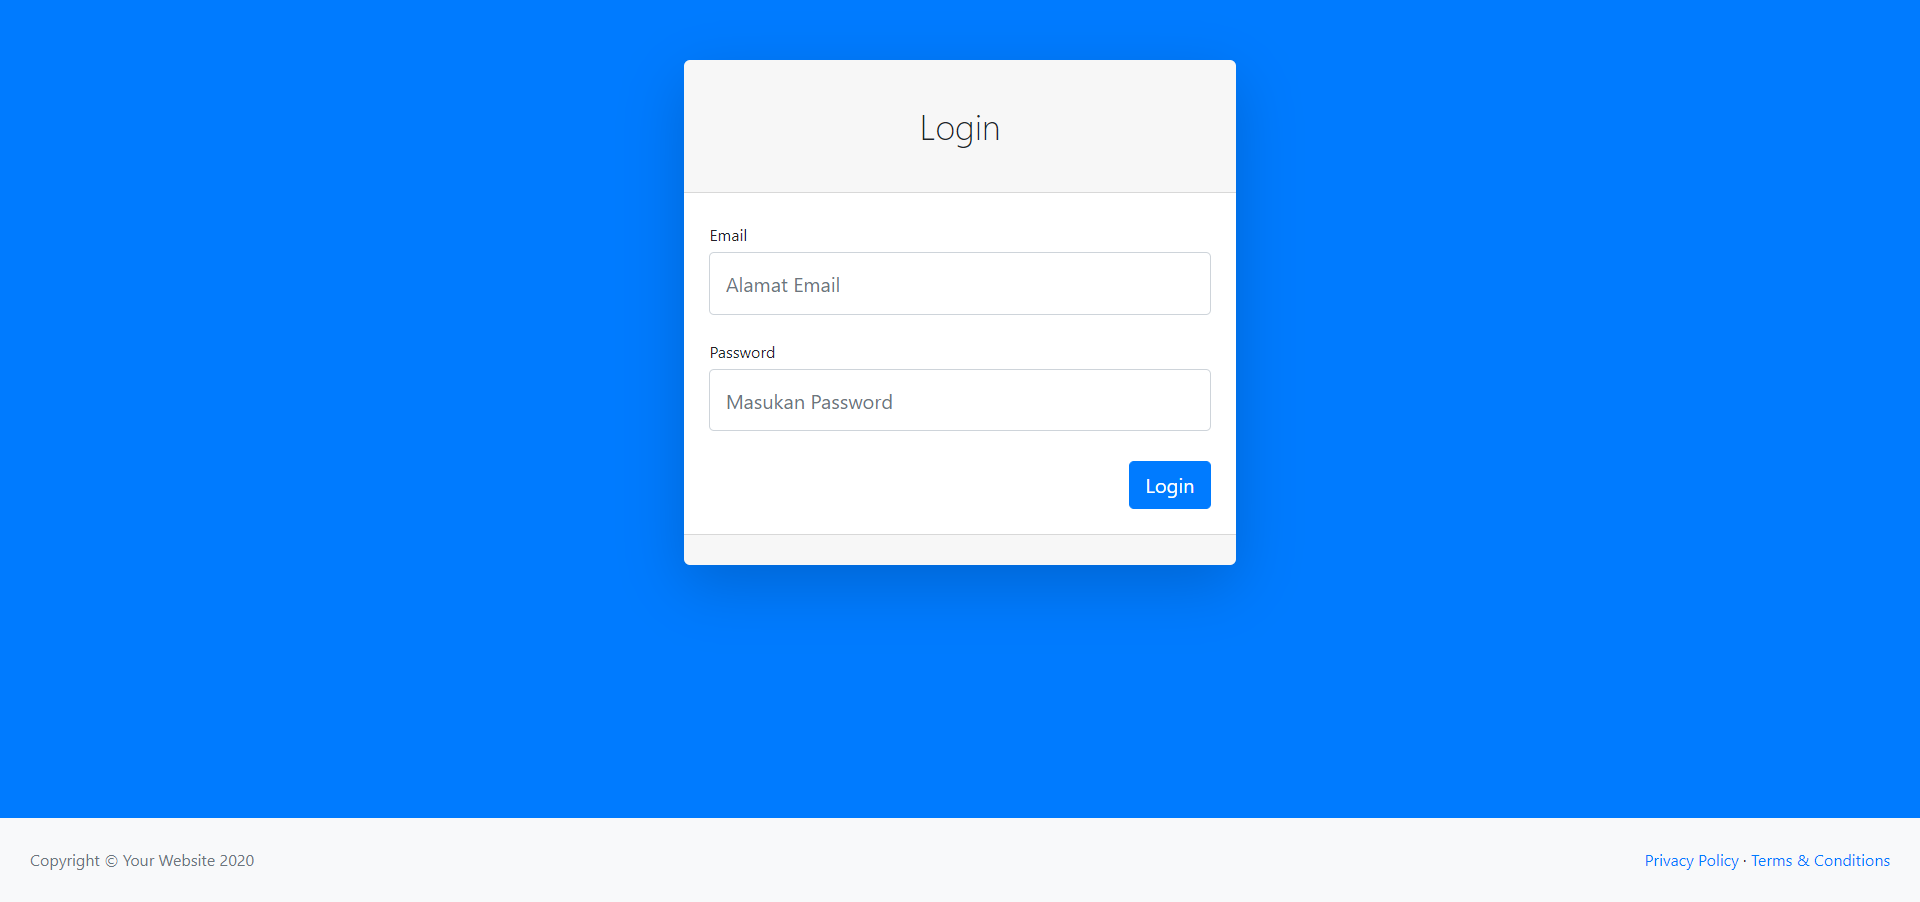 Login
Email
Alamat Email
Password
Masukan Password
Login
Copyright © Your Website 2020
Privacy Policy · Terms & Conditions